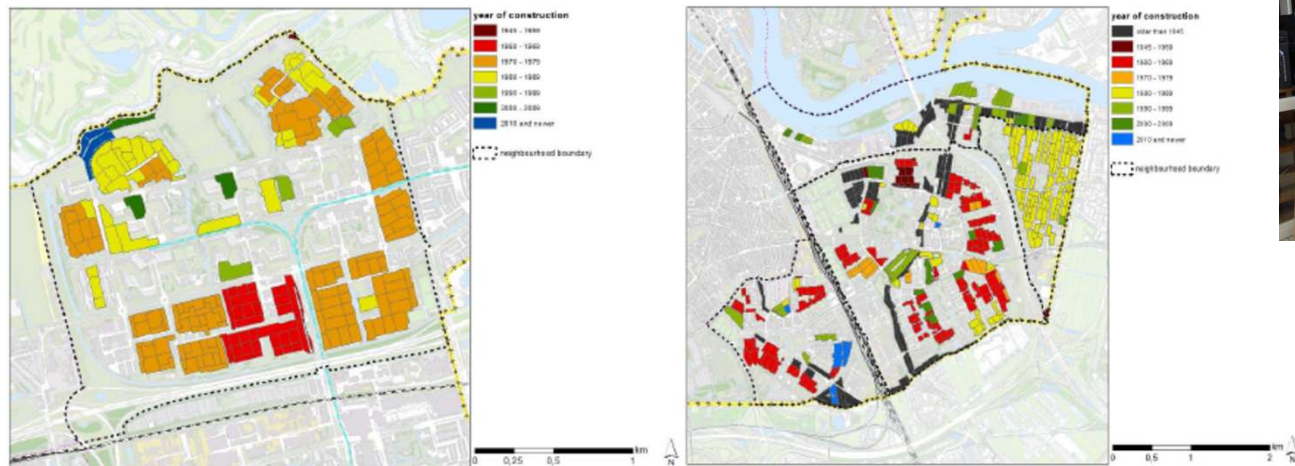 year of construction
1945 - 1959
1960 - 1969
1970 - 1979
1980 - 1989
1990 - 1999
2000 - 2009
2010 and newer
neighbourhood boundary
km
0 0,25 0,5 1
N
year of construction
older than 1945
1945 - 1959
1960 - 1969
1970 - 1979
1980 - 1989
1990 - 1999
2000 - 2009
2010 and newer
neighbourhood boundary
km
0 0,5 1 2
N